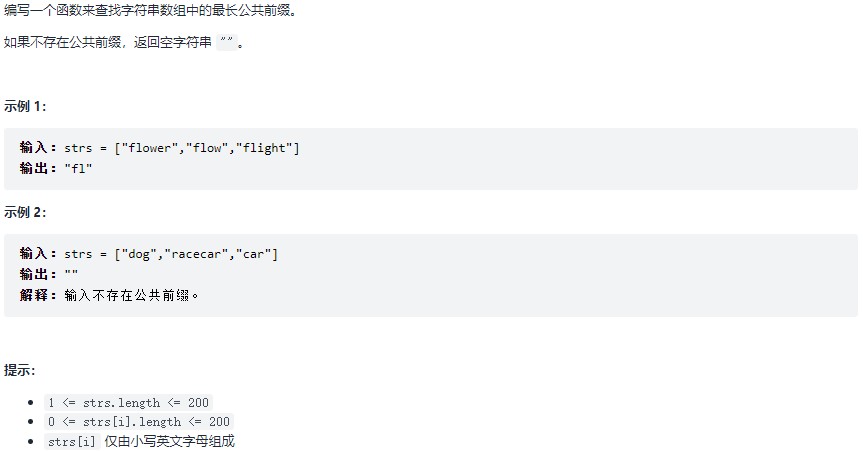 编写一个函数来查找字符串数组中的最长公共前缀。
如果不存在公共前缀，返回空字符串 ""。
示例 1：
输入：strs = ["flower","flow","flight"]
输出："fl"
示例 2：
输入：strs = ["dog","racecar","car"]
输出：""
解释：输入不存在公共前缀。
提示：
1 <= strs.length <= 200
0 <= strs[i].length <= 200
strs[i] 仅由小写英文字母组成